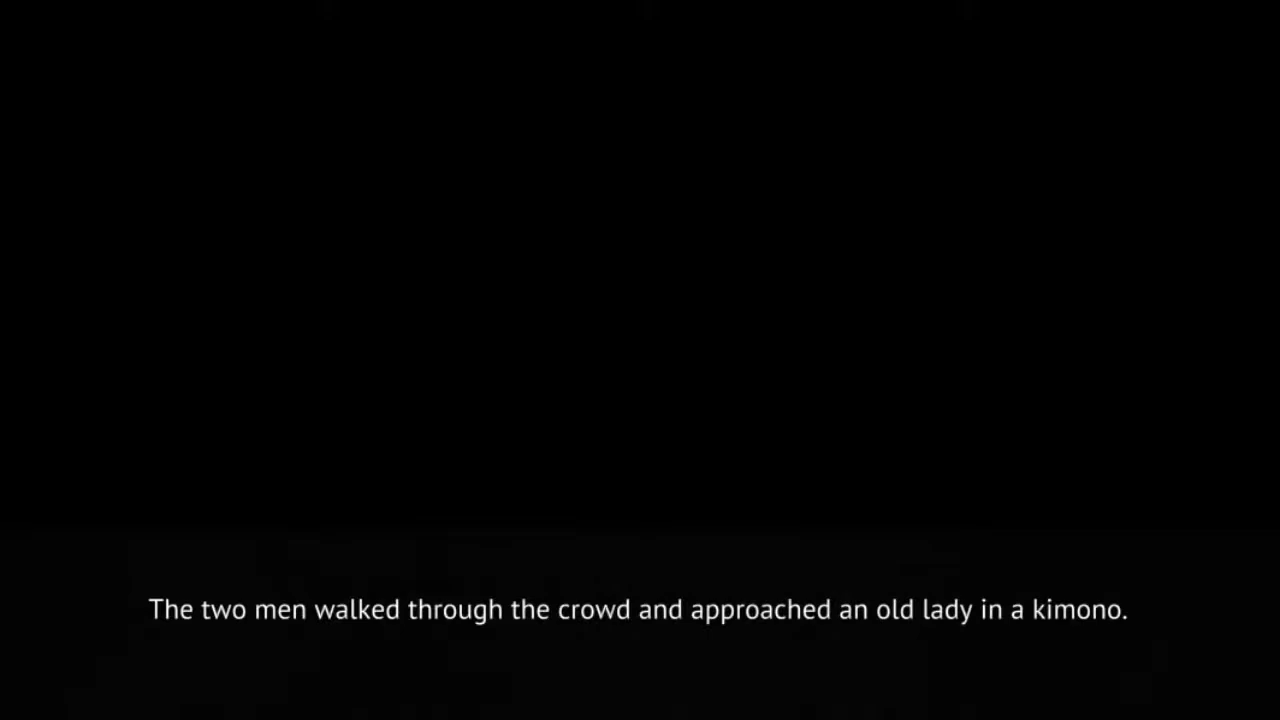 The two men walked through the crowd and approached an old lady in a kimono.